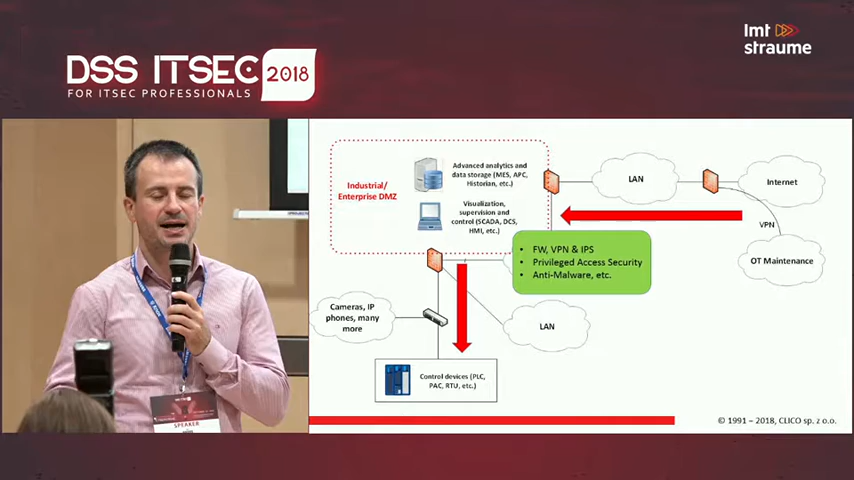 DSS ITSEC 2018
FOR ITSEC PROFESSIONALS
lmt
straume
Industrial/
Enterprise DMZ
Advanced analytics and
data storage (MES, APC,
Historian, etc.)
Visualization,
supervision and
control (SCADA, DCS,
HMI, etc.)
LAN
Internet
VPN
OT Maintenance
• FW, VPN & IPS
• Privileged Access Security
• Anti-Malware, etc.
Cameras, IP
phones, many
more
LAN
Control devices (PLC,
PAC, RTU, etc.)
SPEAKER
© 1991 – 2018, CLICO sp. z o.o.